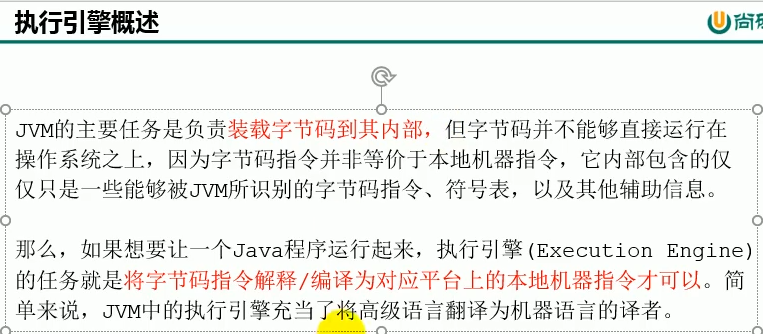 执行引擎概述
尚硅
JVM的主要任务是负责装载字节码到其内部，但字节码并不能够直接运行在
操作系统之上，因为字节码指令并非等价于本地机器指令，它内部包含的仅
仅只是一些能够被JVM所识别的字节码指令、符号表，以及其他辅助信息。
那么，如果想要让一个Java程序运行起来，执行引擎(Execution Engine)
的任务就是将字节码指令解释/编译为对应平台上的本地机器指令才可以。简
单来说，JVM中的执行引擎充当了将高级语言翻译为机器语言的译者。